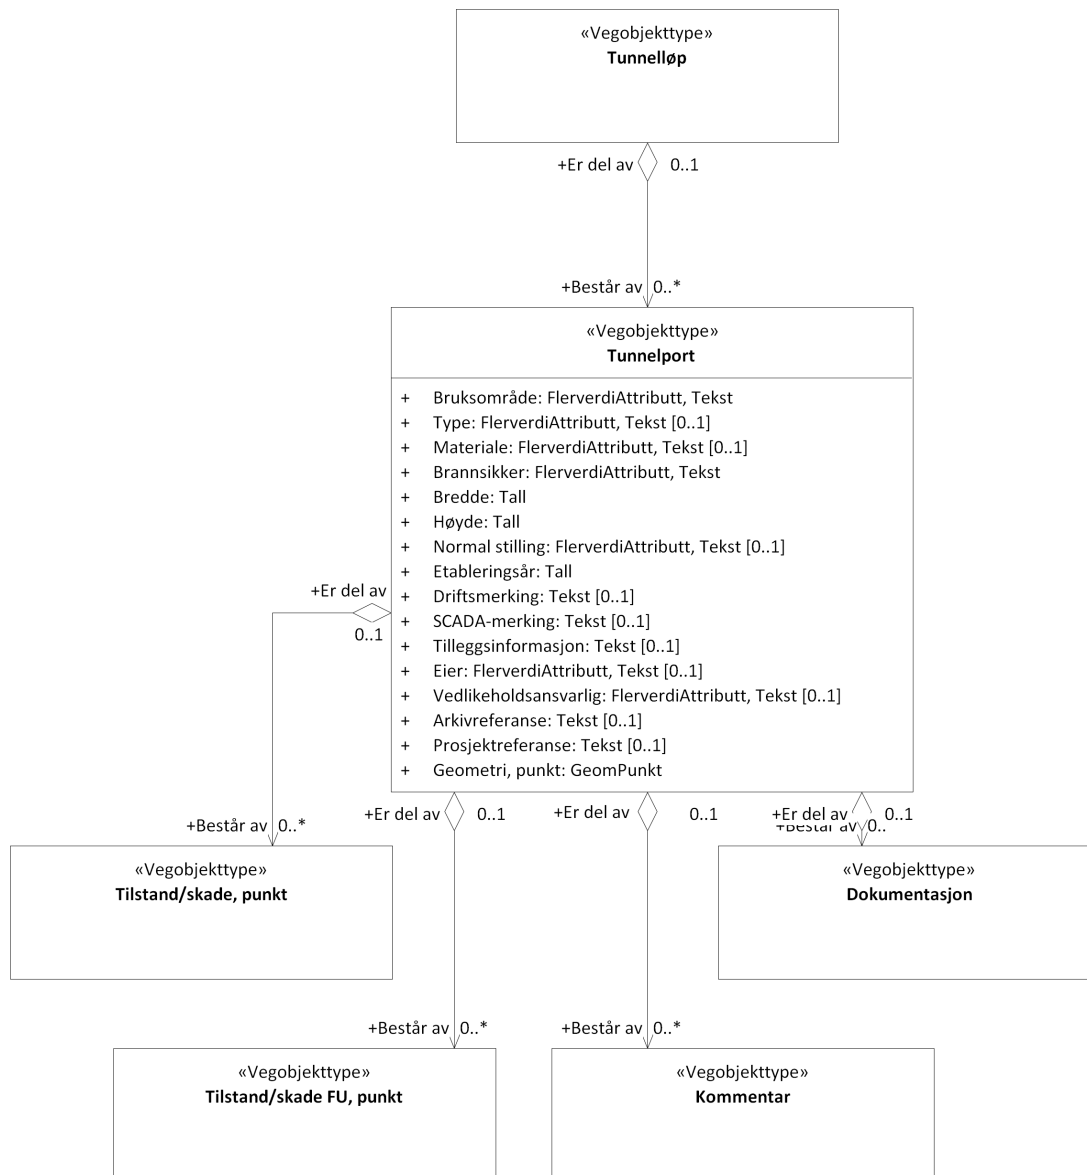 «Vegobjekttype»
Tunnelløp
+Er del av 0..1
+Består av 0..*
«Vegobjekttype»
Tunnelport
+ Bruksområde: FlerverdiAttributt, Tekst
+ Type: FlerverdiAttributt, Tekst [0..1]
+ Materiale: FlerverdiAttributt, Tekst [0..1]
+ Brannsikker: FlerverdiAttributt, Tekst
+ Bredde: Tall
+ Høyde: Tall
+ Normal stilling: FlerverdiAttributt, Tekst [0..1]
+ Etableringsår: Tall
+ Driftsmerking: Tekst [0..1]
+ SCADA-merking: Tekst [0..1]
+ Tilleggsinformasjon: Tekst [0..1]
+ Eier: FlerverdiAttributt, Tekst [0..1]
+ Vedlikeholdsansvarlig: FlerverdiAttributt, Tekst [0..1]
+ Arkivreferanse: Tekst [0..1]
+ Prosjektreferanse: Tekst [0..1]
+ Geometri, punkt: GeomPunkt
+Er del av
0..1
+Består av 0..*
«Vegobjekttype»
Tilstand/skade, punkt
+Er del av 0..1
+Består av 0..*
«Vegobjekttype»
Tilstand/skade FU, punkt
+Er del av 0..1
+Består av 0..*
«Vegobjekttype»
Kommentar
+Er del av 0..1
+Består av 0..
«Vegobjekttype»
Dokumentasjon